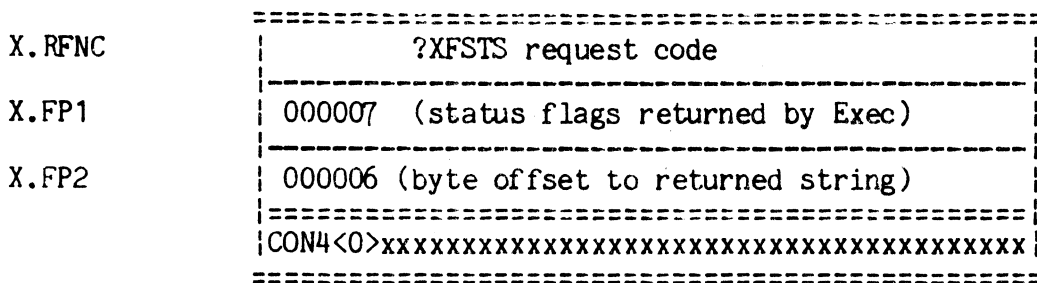 X.RFNC ?XFSTS request code
X.FP1 000007 (status flags returned by Exec)
X.FP2 000006 (byte offset to returned string)
CON4<0>xxxxxxxxxxxxxxxxxxxxxxxxxxxxxxxxxxxxxxxx